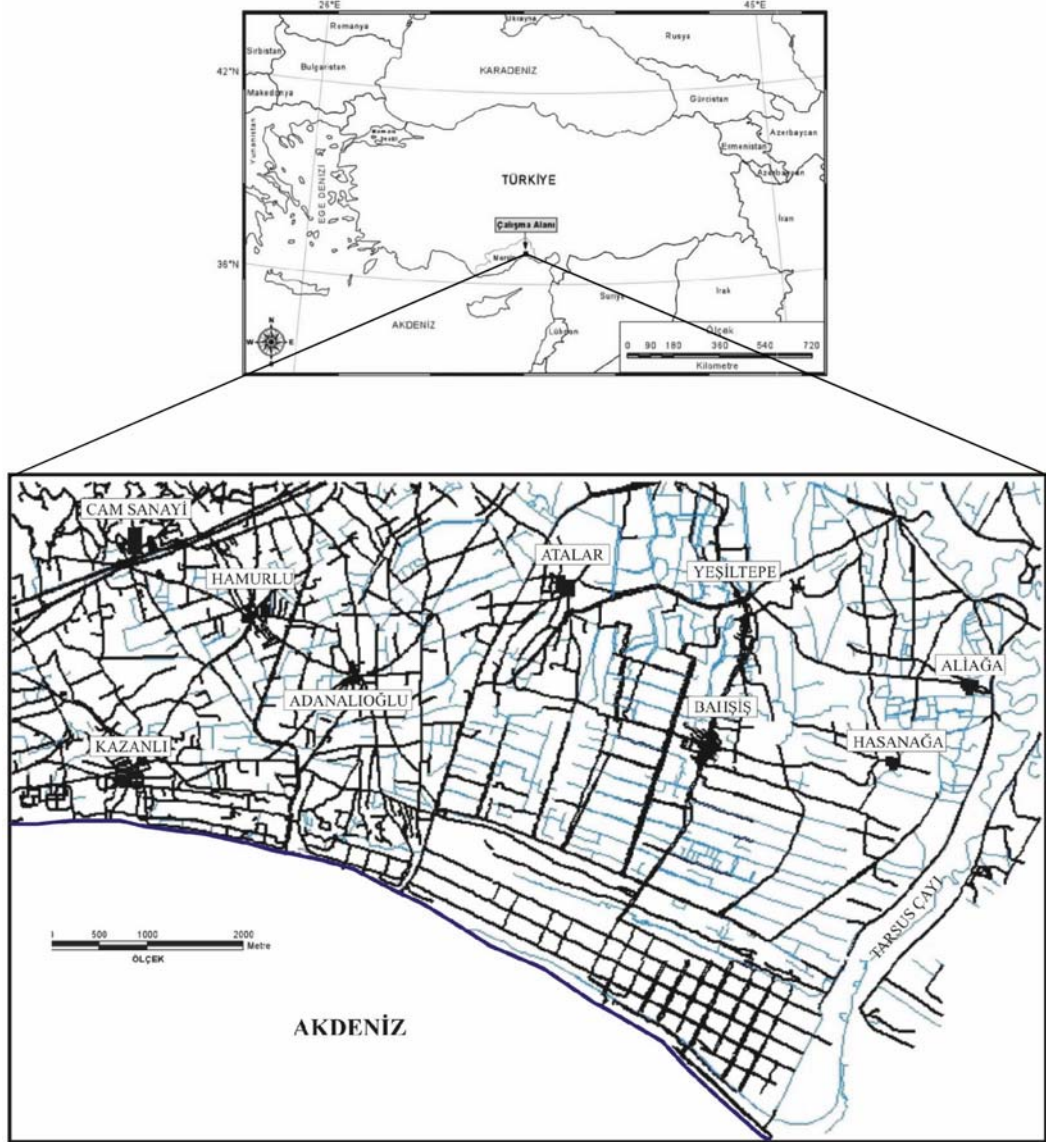 26°E 45°E
Ukrayna
Romanya
Rusya
Sırbistan
Bulgaristan
KARADENİZ
42°N
Makedonya
Gürcistan
Yunanistan
Azerbaycan
Ermenistan
Azerbaycan
EGE DENİZİ
TÜRKİYE
İran
Çalışma Alanı
Mersin
36°N
Suriye
Irak
AKDENİZ
Lübnan
N
W E
Ölçek
0 90 180 360 540 720
Kilometre
CAM SANAYİ
ATALAR
YEŞİLTEPE
HAMURLU
ALİAĞA
ADANALIOĞLU
BAHŞİŞ
HASANAĞA
KAZANLI
TARSUS ÇAYI
500 1000 2000
Metre
ÖLÇEK
AKDENİZ